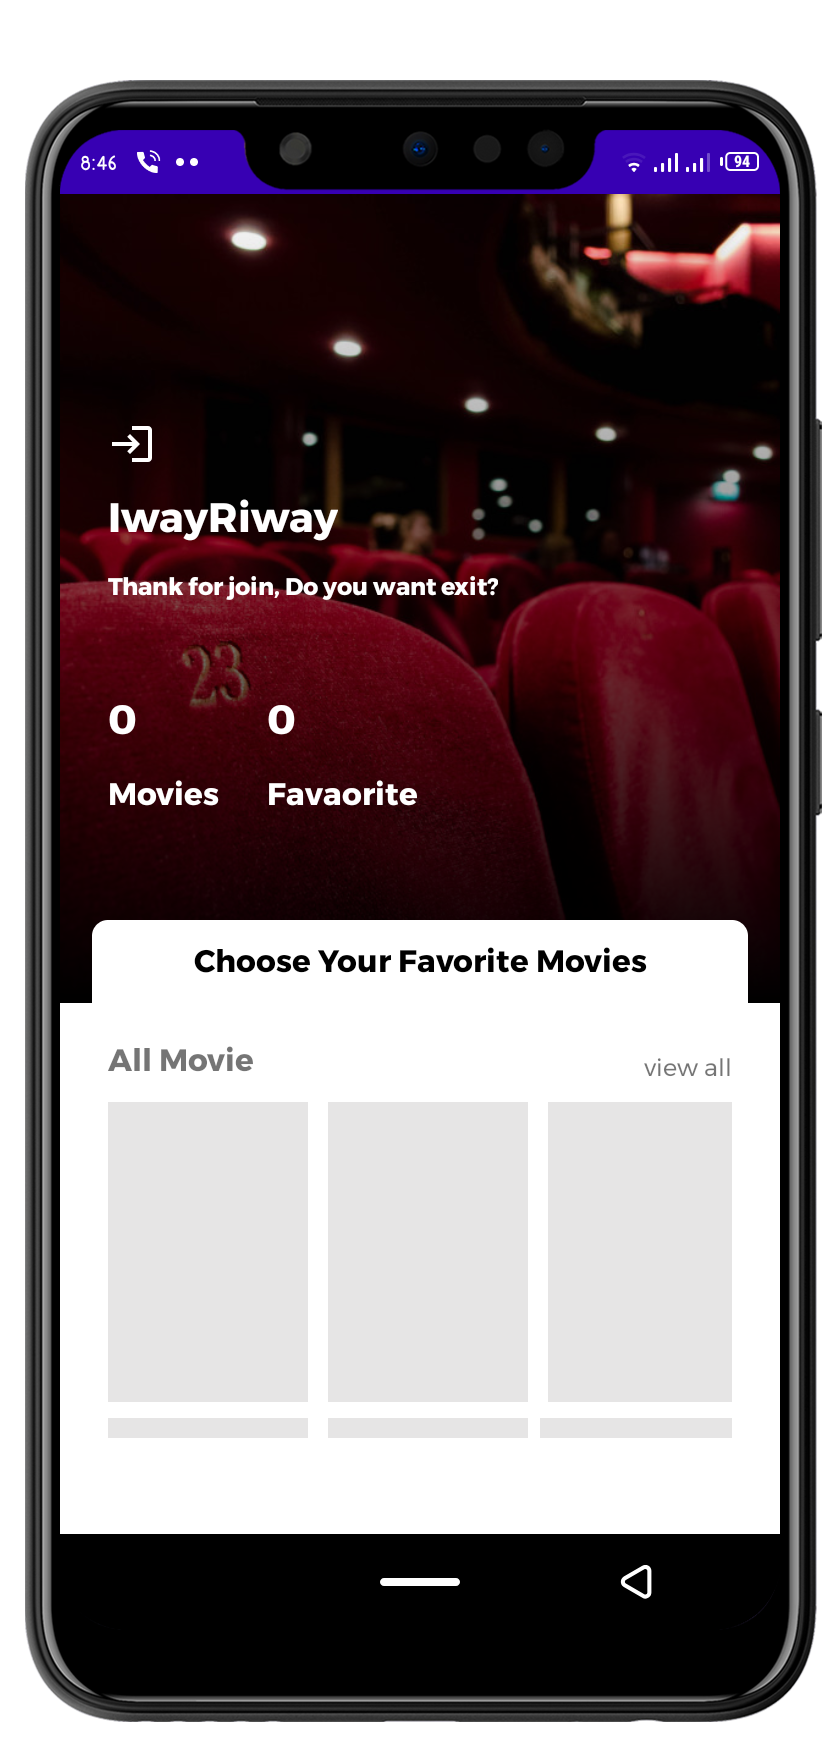 8:46
94
IwayRiway
Thank for join, Do you want exit?
23
0 0
Movies Favaorite
Choose Your Favorite Movies
All Movie view all